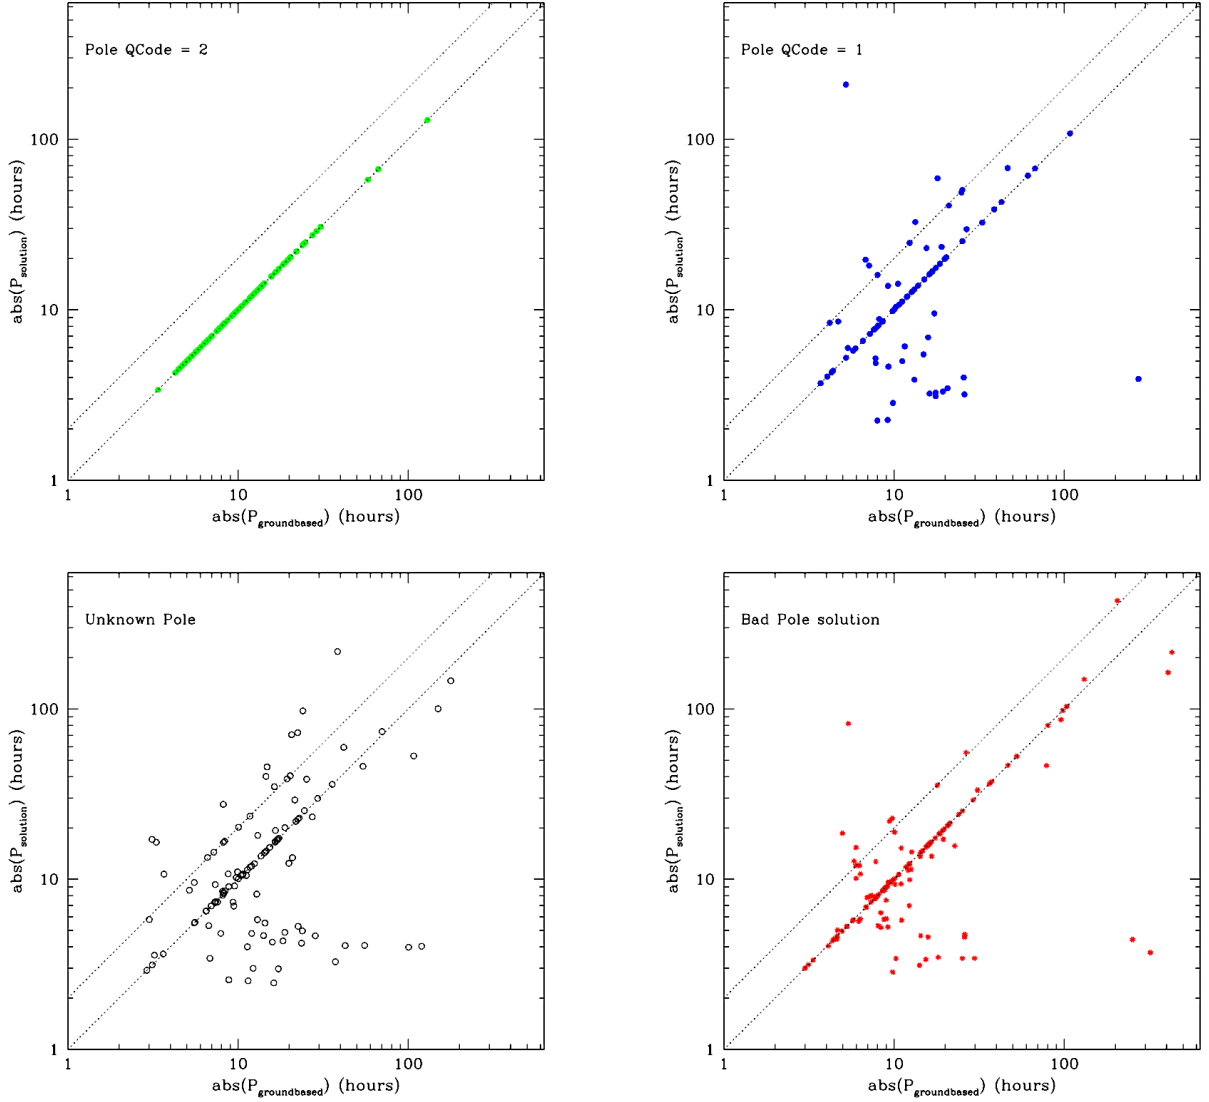 Pole QCode = 2
100
10
1
1
10
100
abs(P_solution) (hours)
abs(P_groundbased) (hours)
Pole QCode = 1
100
10
1
1
10
100
abs(P_solution) (hours)
abs(P_groundbased) (hours)
Unknown Pole
100
10
1
1
10
100
abs(P_solution) (hours)
abs(P_groundbased) (hours)
Bad Pole solution
100
10
1
1
10
100
abs(P_solution) (hours)
abs(P_groundbased) (hours)